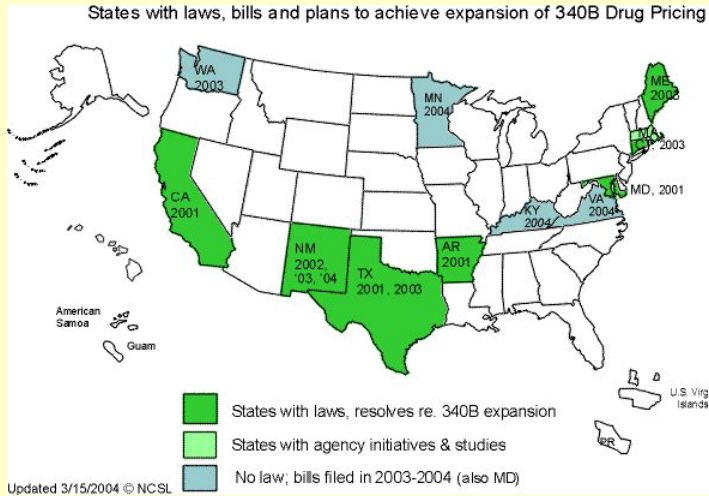 States with laws, bills and plans to achieve expansion of 340B Drug Pricing
WA
2003
MN
2004
ME
2003
MA
CT, 2003
MD, 2001
CA
2001
KY
2004
VA
2004
NM
2002,
'03, '04
TX
2001, 2003
AR
2001
American
Samoa
Guam
U.S. Virg
Islands
PR
States with laws, resolves re. 340B expansion
States with agency initiatives & studies
No law; bills filed in 2003-2004 (also MD)
Updated 3/15/2004 © NCSL